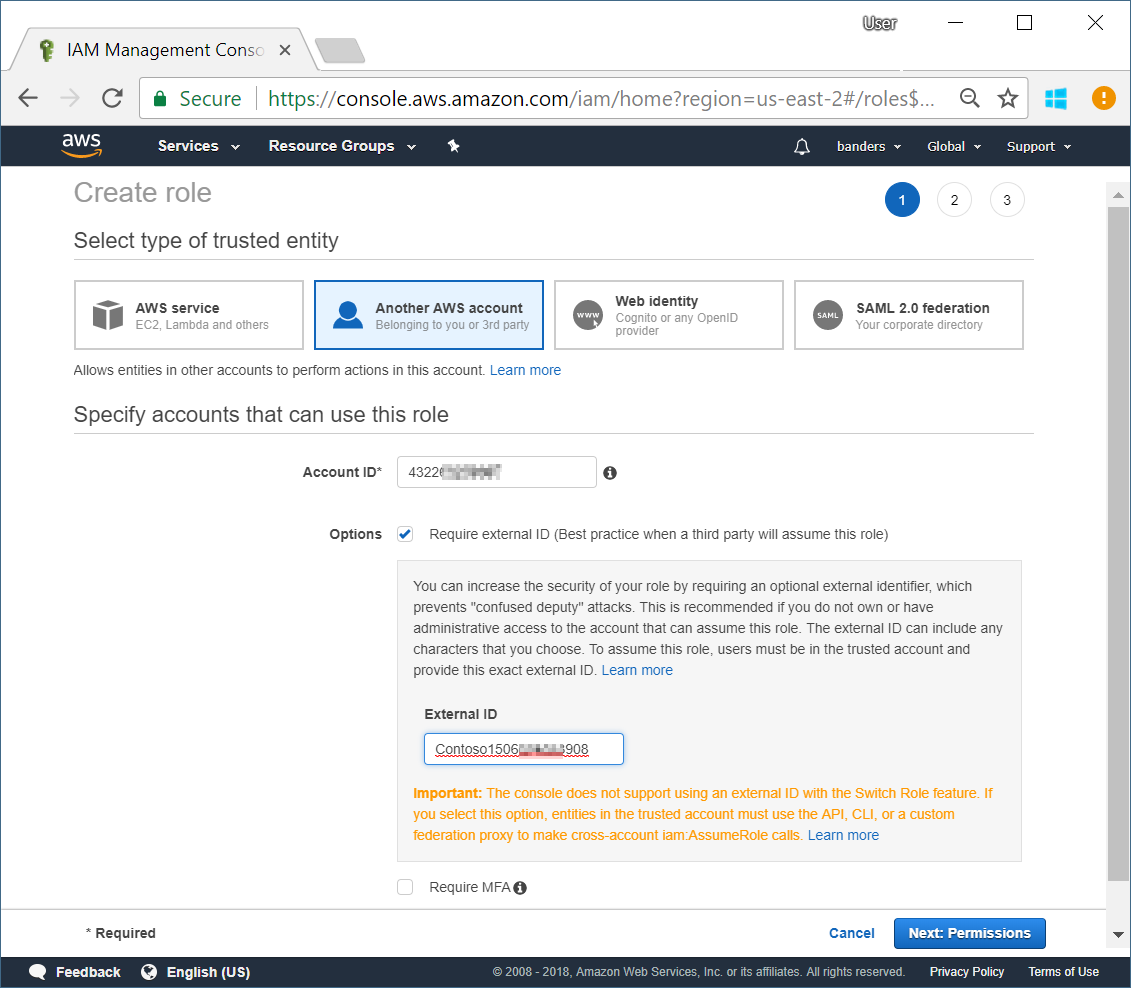 User
IAM Management Conso
Secure https://console.aws.amazon.com/iam/home?region=us-east-2#/roles$...
aws Services Resource Groups banders Global Support
Create role
1 2 3
Select type of trusted entity
AWS service
EC2, Lambda and others
Another AWS account
Belonging to you or 3rd party
www
Web identity
Cognito or any OpenID
provider
SAML
SAML 2.0 federation
Your corporate directory
Allows entities in other accounts to perform actions in this account. Learn more
Specify accounts that can use this role
Account ID*
Options Require external ID (Best practice when a third party will assume this role)
You can increase the security of your role by requiring an optional external identifier, which
prevents "confused deputy" attacks. This is recommended if you do not own or have
administrative access to the account that can assume this role. The external ID can include any
characters that you choose. To assume this role, users must be in the trusted account and
provide this exact external ID. Learn more
External ID
Important: The console does not support using an external ID with the Switch Role feature. If
you select this option, entities in the trusted account must use the API, CLI, or a custom
federation proxy to make cross-account iam:AssumeRole calls. Learn more
Require MFA
* Required Cancel Next: Permissions
Feedback English (US) © 2008 - 2018, Amazon Web Services, Inc. or its affiliates. All rights reserved. Privacy Policy Terms of Use